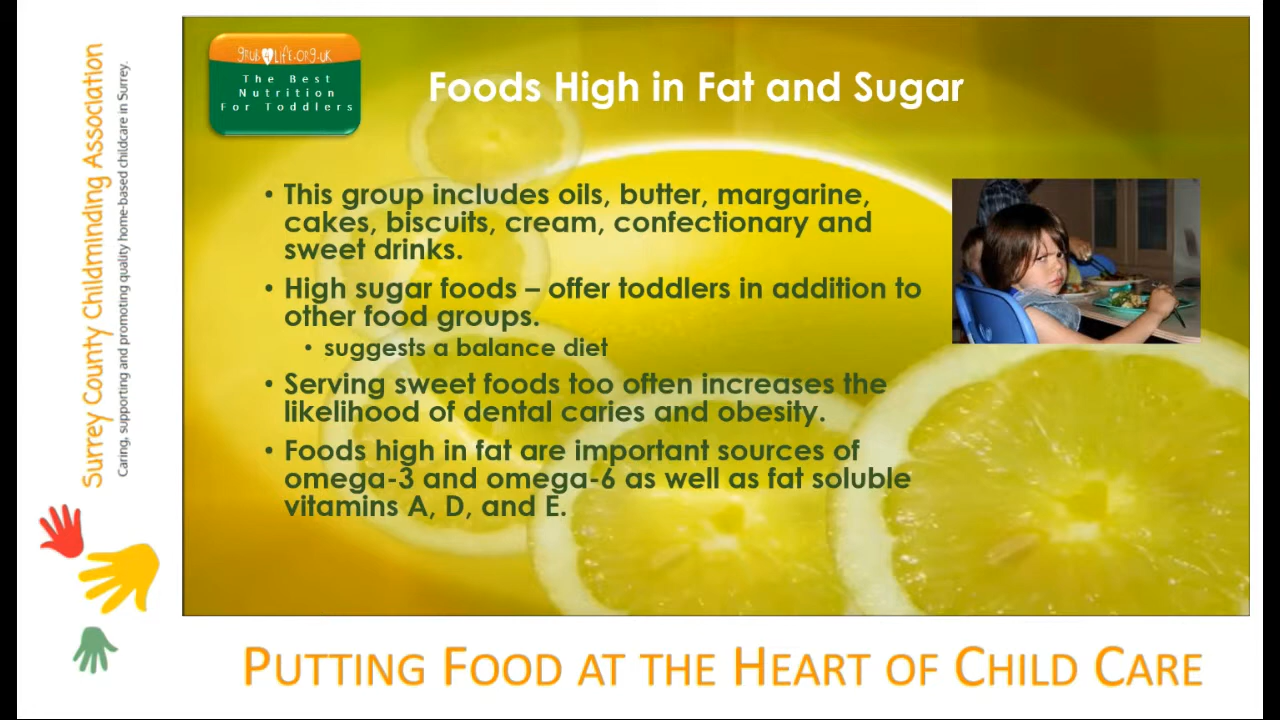 Surrey County Childminding Association
Caring, supporting and promoting quality home-based childcare in Surrey.
grub4life.org.uk
The Best
Nutrition
For Toddlers
Foods High in Fat and Sugar
• This group includes oils, butter, margarine,
cakes, biscuits, cream, confectionary and
sweet drinks.
• High sugar foods – offer toddlers in addition to
other food groups.
• suggests a balance diet
• Serving sweet foods too often increases the
likelihood of dental caries and obesity.
• Foods high in fat are important sources of
omega-3 and omega-6 as well as fat soluble
vitamins A, D, and E.
PUTTING FOOD AT THE HEART OF CHILD CARE